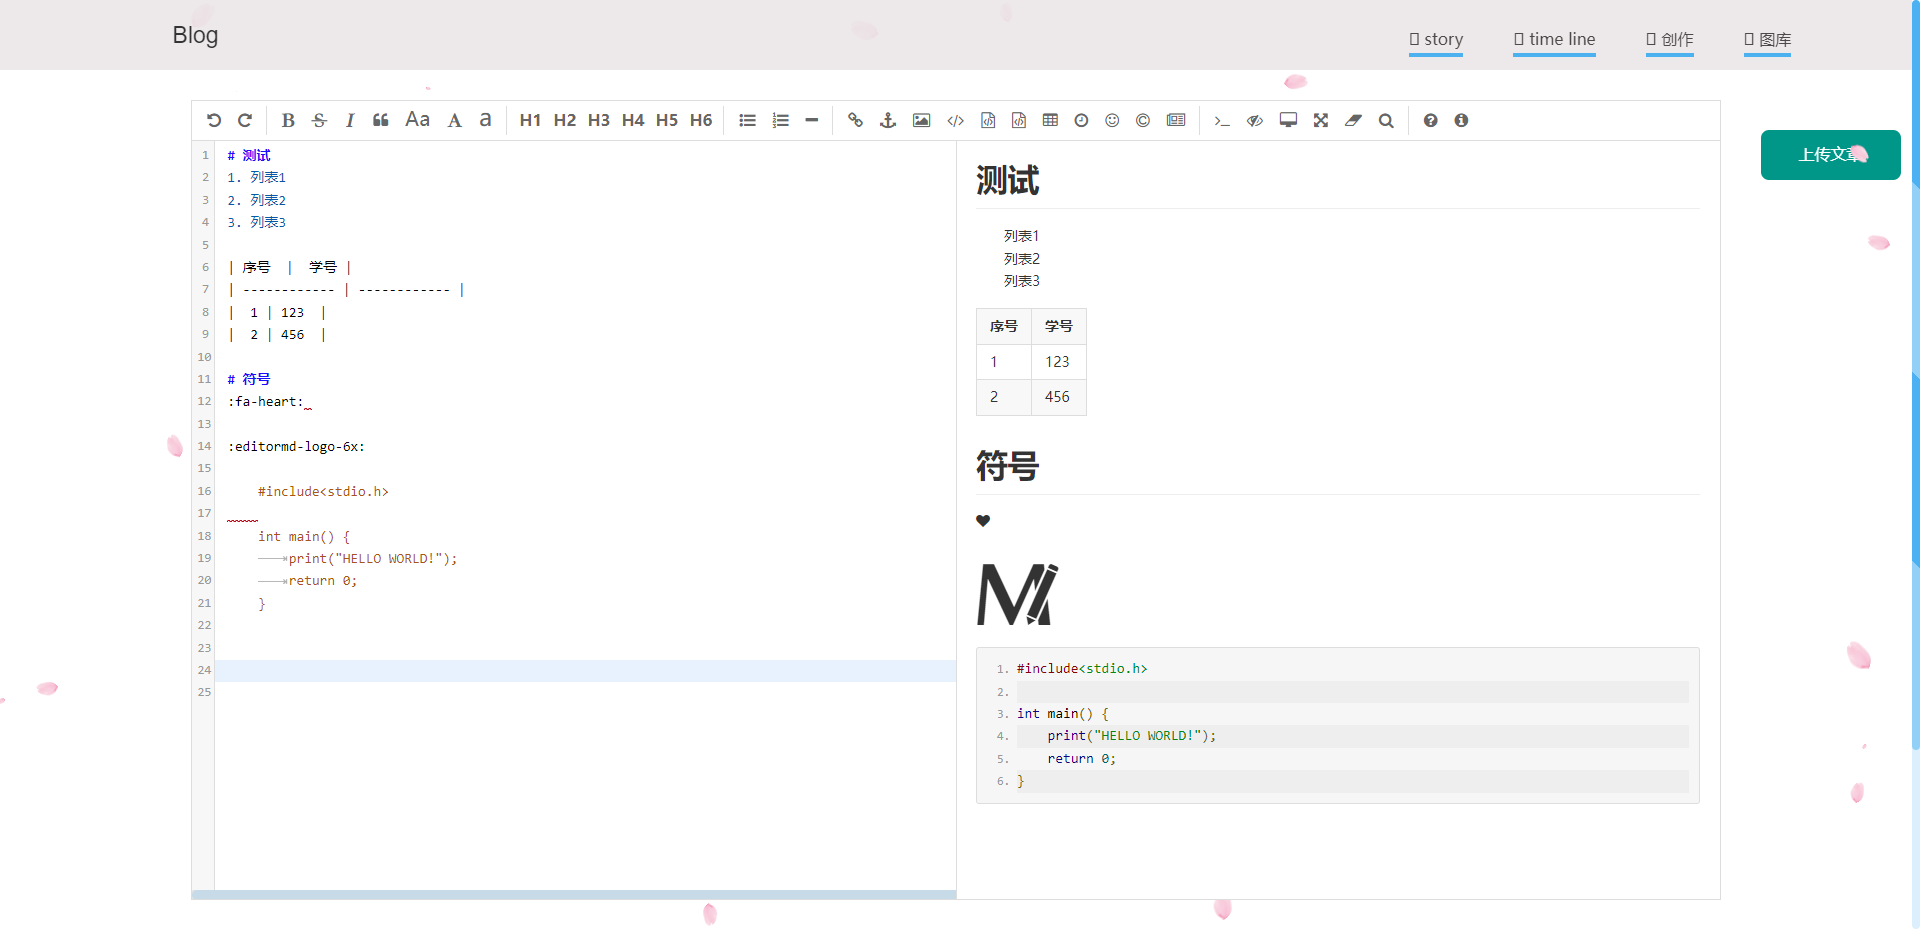 Blog
story
time line
创作
图库
B S I Aa A a H1 H2 H3 H4 H5 H6
上传文章
1 # 测试
2 1. 列表1
3 2. 列表2
4 3. 列表3
5
6 | 序号 | 学号 |
7 | ------------ | ------------ |
8 | 1 | 123 |
9 | 2 | 456 |
10
11 # 符号
12 :fa-heart:
13
14 :editormd-logo-6x:
15
16 #include<stdio.h>
17
18 int main() {
19 print("HELLO WORLD!");
20 return 0;
21 }
22
23
24
25
测试
列表1
列表2
列表3
序号 学号
1 123
2 456
符号
1. #include<stdio.h>
2.
3. int main() {
4. print("HELLO WORLD!");
5. return 0;
6. }